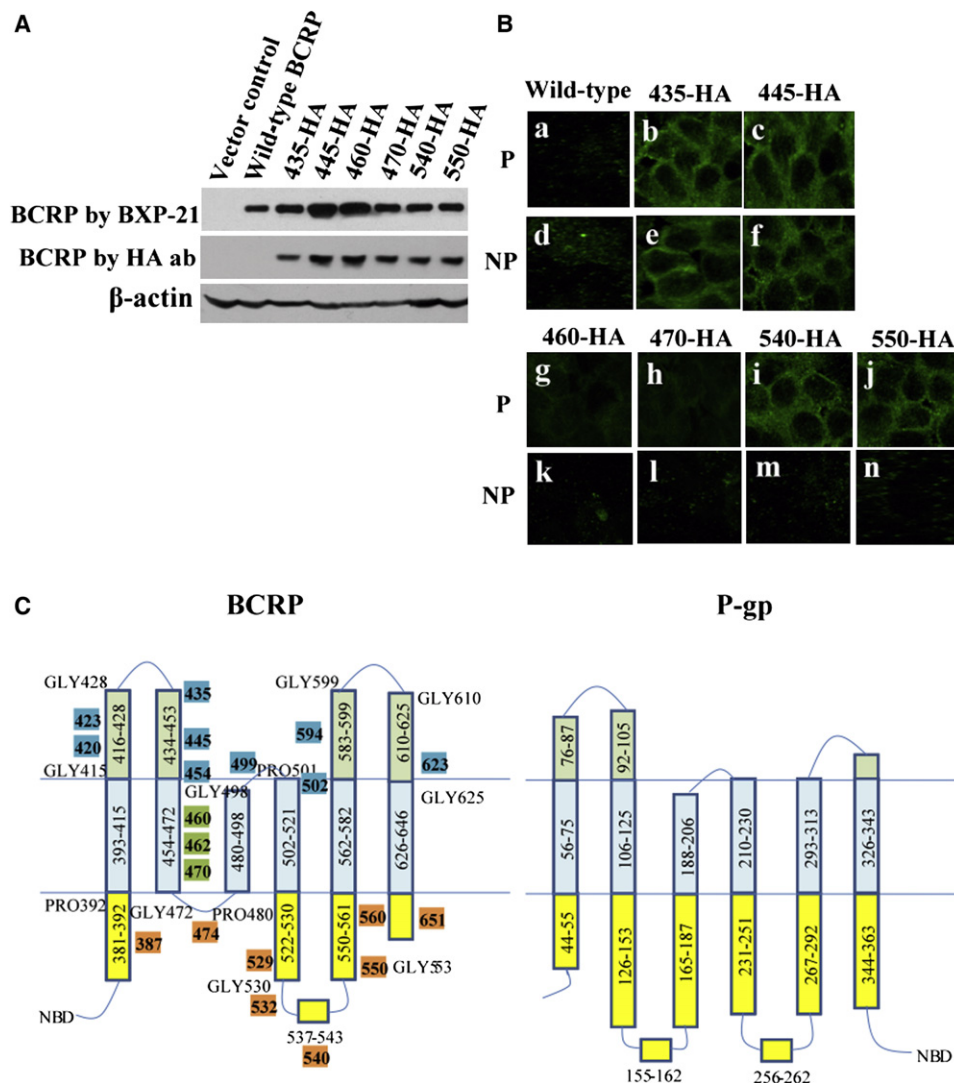 A
Vector control
Wild-type BCRP
435-HA
445-HA
460-HA
470-HA
540-HA
550-HA
BCRP by BXP-21
BCRP by HA ab
β-actin
B
Wild-type 435-HA 445-HA
P
a b c
NP
d e f
460-HA 470-HA 540-HA 550-HA
P
g h i j
NP
k l m n
C
BCRP
P-gp
GLY428
423
420
GLY415
416-428
434-453
435
445
454
499
GLY498
PRO501
502
GLY599
594
583-599
610-625
GLY610
623
GLY625
393-415
454-472
460
462
470
480-498
502-521
562-582
626-646
PRO392
381-392
387
GLY472
474
PRO480
522-530
529
GLY530
532
550-561
560
550
GLY553
651
NBD
537-543
540
76-87
92-105
56-75
106-125
188-206
210-230
293-313
326-343
44-55
126-153
165-187
231-251
267-292
344-363
155-162
256-262
NBD